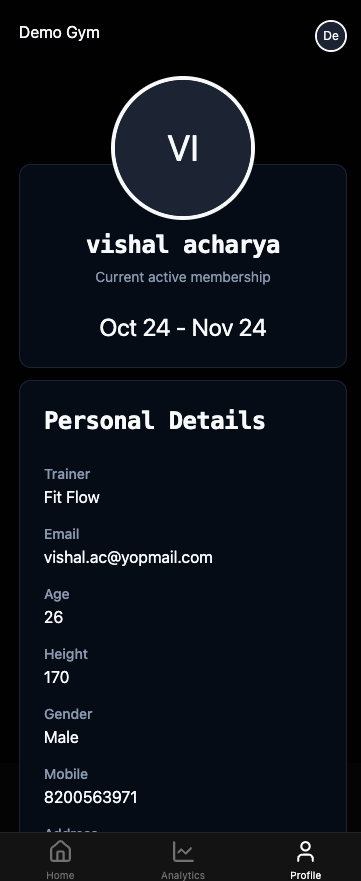 Demo Gym
De
VI
vishal acharya
Current active membership
Oct 24 - Nov 24
Personal Details
Trainer
Fit Flow
Email
vishal.ac@yopmail.com
Age
26
Height
170
Gender
Male
Mobile
8200563971
Address
Home
Analytics
Profile